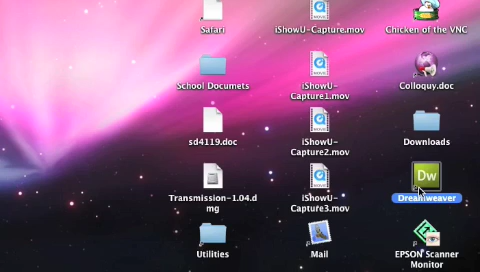 Safari
iShowU-Capture.mov
Chicken of the VNC
School Documets
iShowU-
Capture1.mov
Colloquy.doc
sd4119.doc
iShowU-
Capture2.mov
Downloads
Transmission-1.04.d
mg
iShowU-
Capture3.mov
Dw
Dreamweaver
Utilities
Mail
EPSON Scanner
Monitor